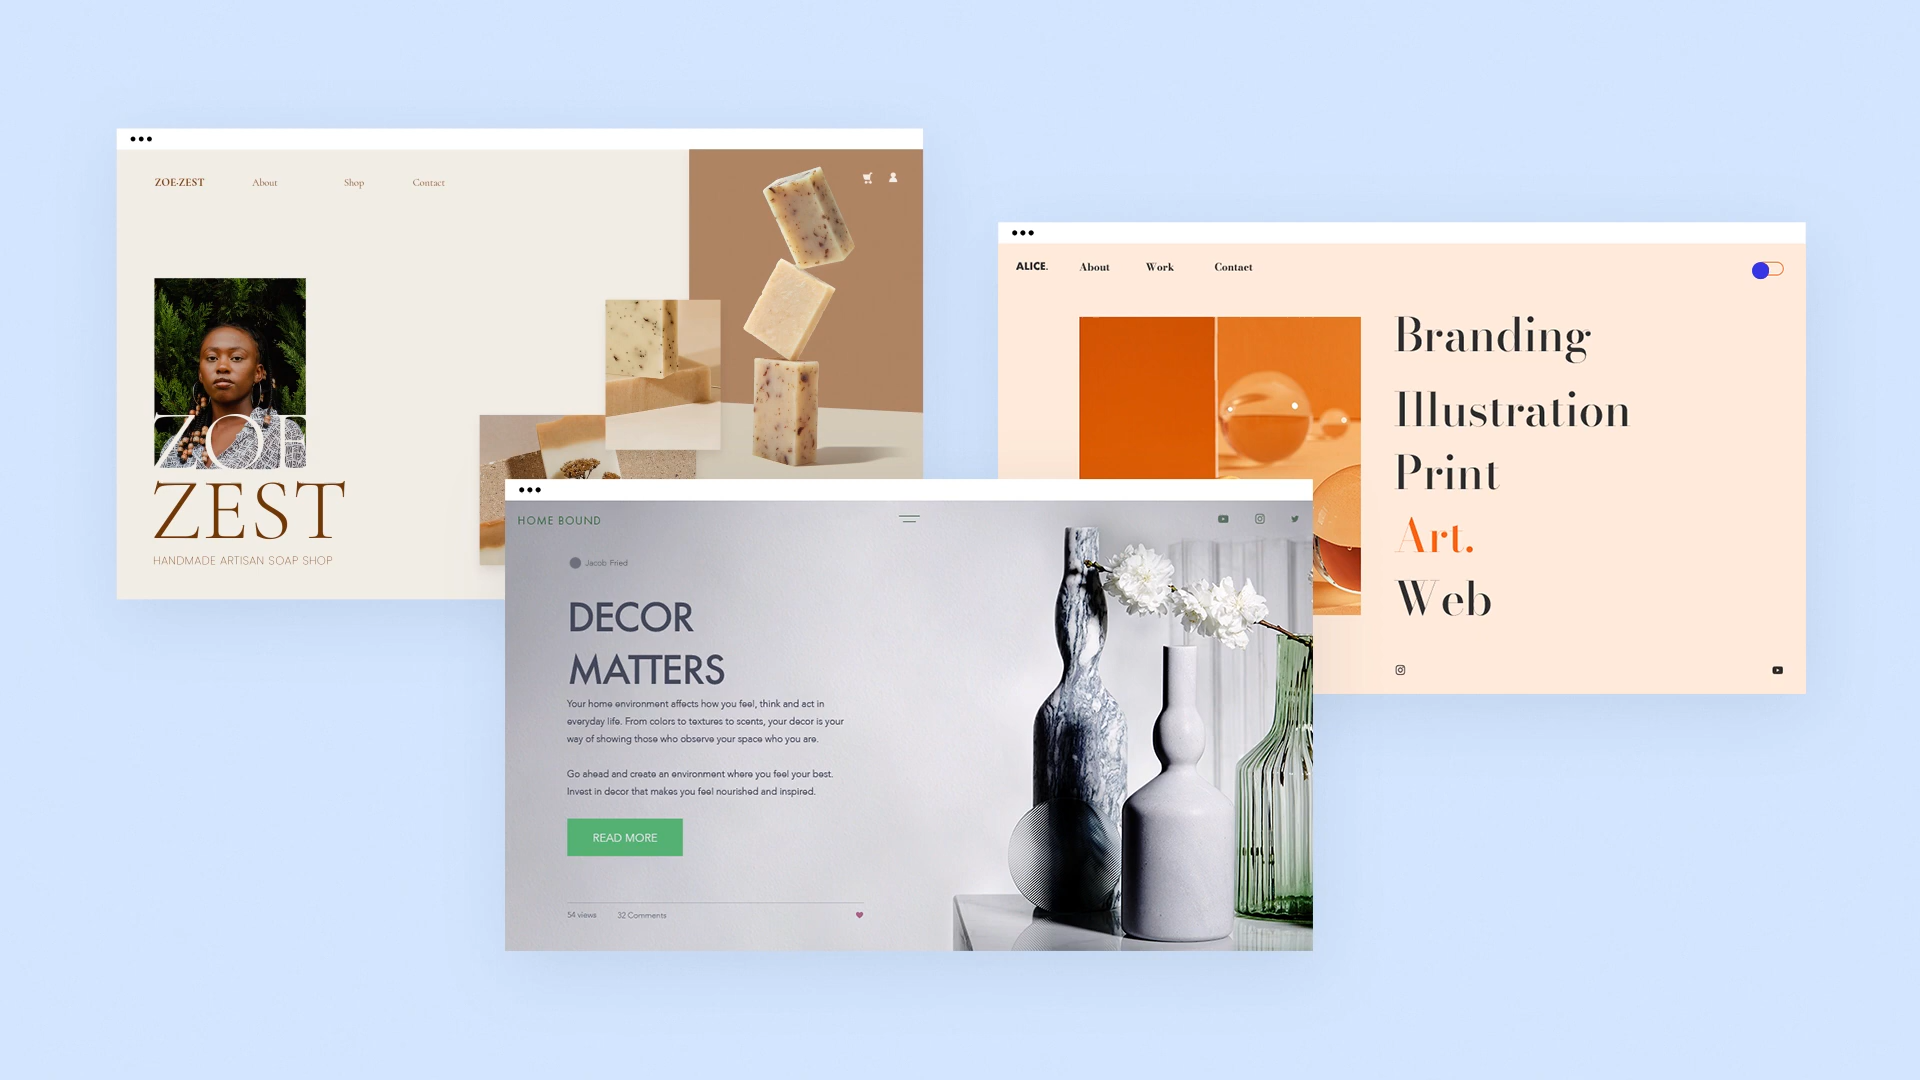 ZOE-ZEST About Shop Contact
ZOE
ZEST
HANDMADE ARTISAN SOAP SHOP
ALICE. About Work Contact
Branding
Illustration
Print
Art.
Web
HOME BOUND
Jacob Fried
DECOR
MATTERS
Your home environment affects how you feel, think and act in
everyday life. From colors to textures to scents, your decor is your
way of showing those who observe your space who you are.
Go ahead and create an environment where you feel your best.
Invest in decor that makes you feel nourished and inspired.
READ MORE
54 views 32 Comments